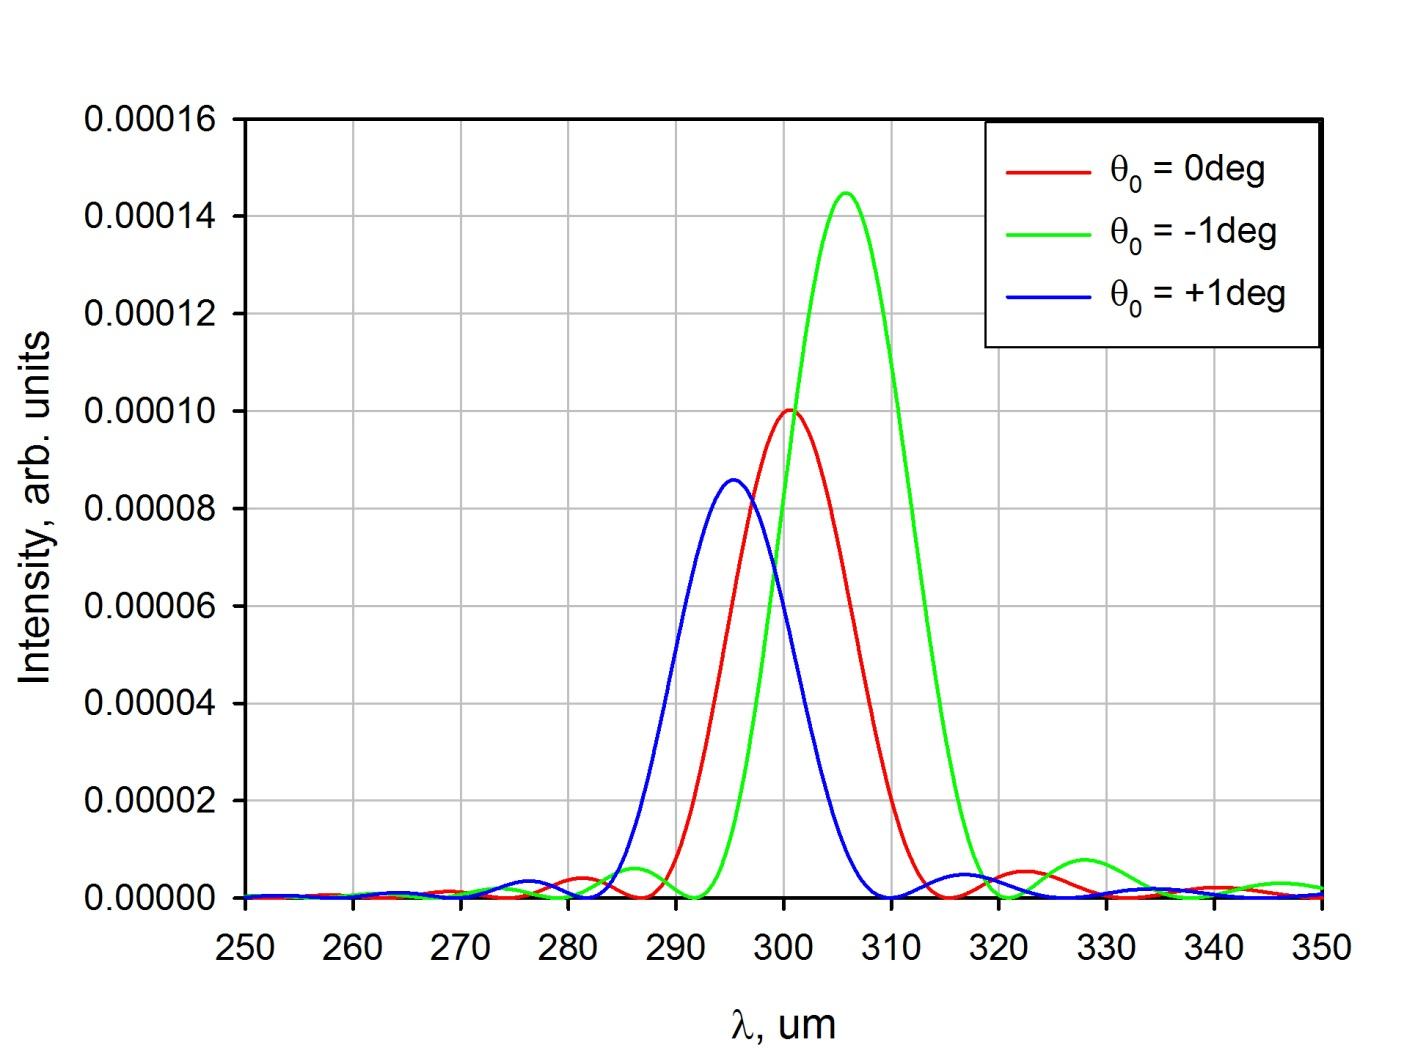 0.00016
0.00014
0.00012
0.00010
0.00008
0.00006
0.00004
0.00002
0.00000
Intensity, arb. units
θ₀ = 0deg
θ₀ = -1deg
θ₀ = +1deg
250 260 270 280 290 300 310 320 330 340 350
λ, um